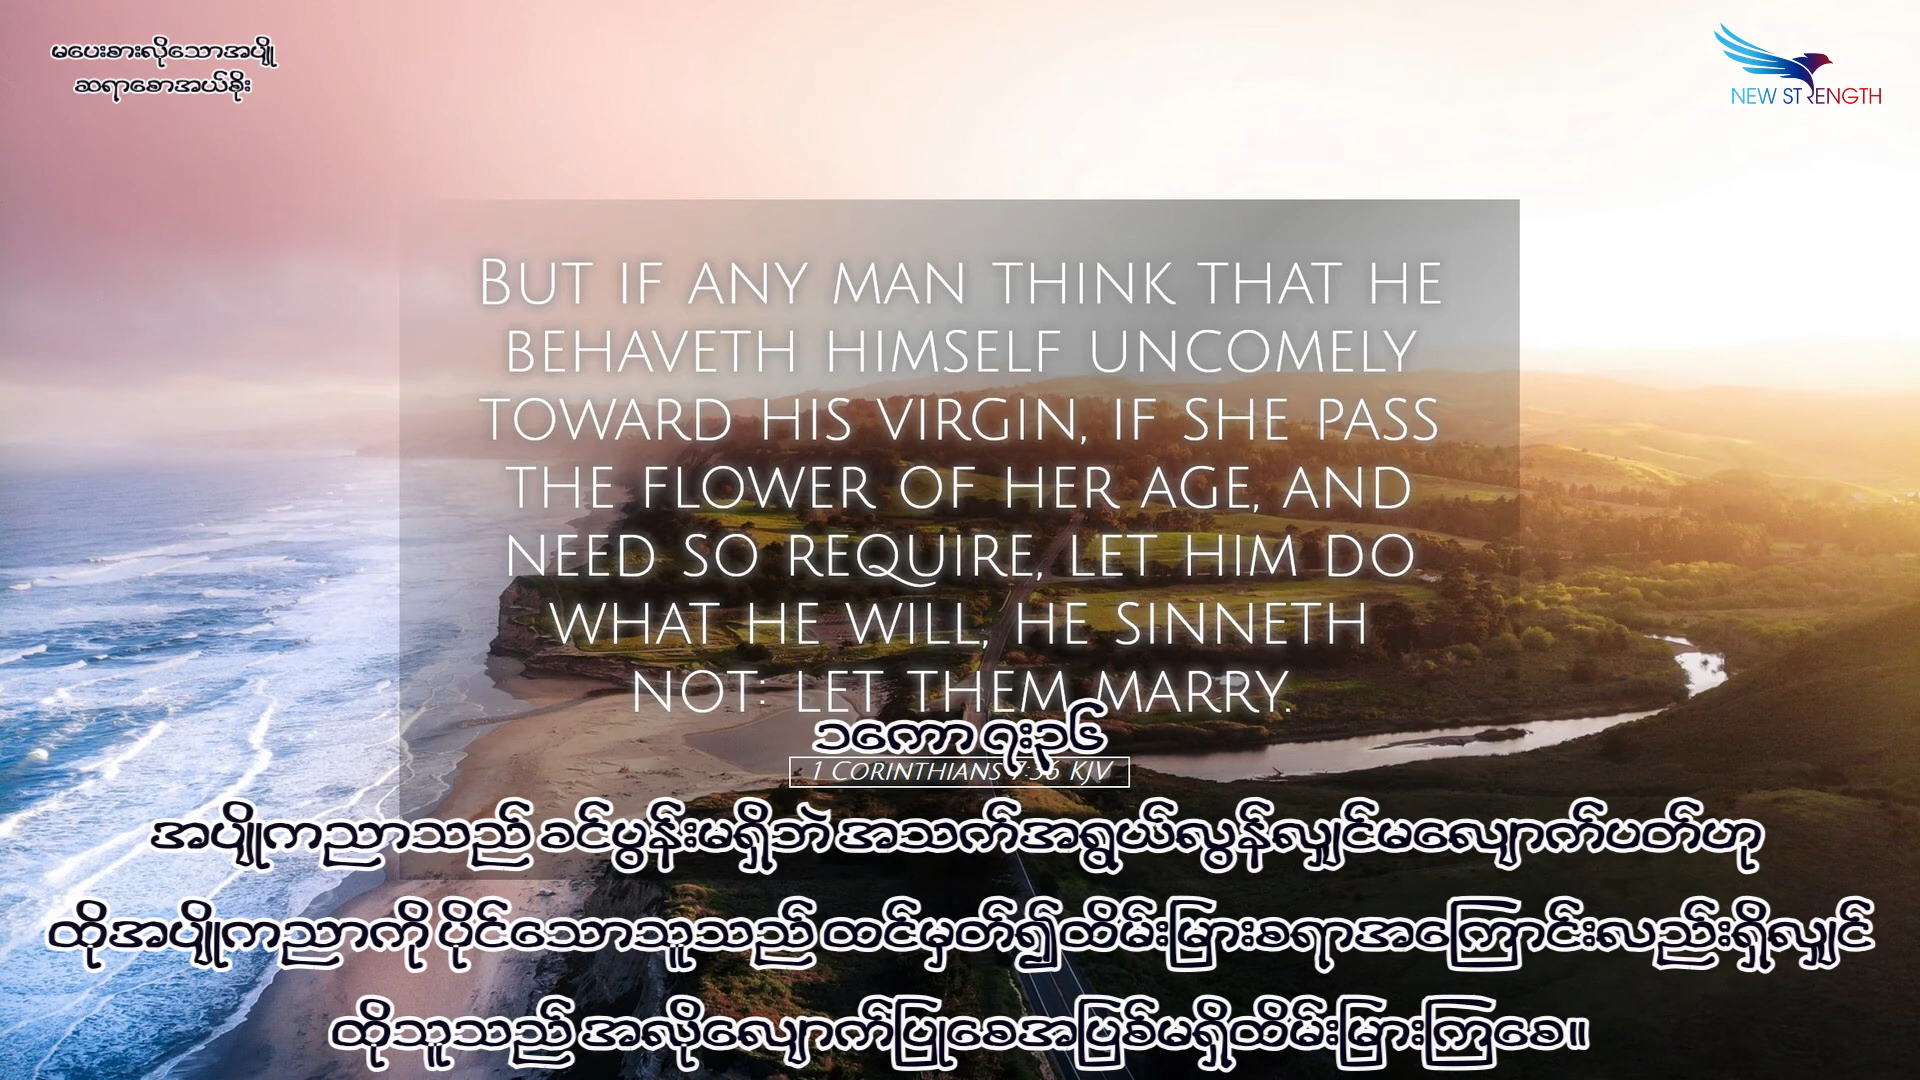 မပေးစားလိုသောအပျို
ဆရာစောအယ်ခိုး
NEW STRENGTH
But if any man think that he
behaveth himself uncomely
toward his virgin, if she pass
the flower of her age, and
need so require, let him do
what he will, he sinneth
not: let them marry.
၁ကော ၇:၃၆
1 Corinthians 7:36 KJV
အပျိုကညာသည် ခင်ပွန်းမရှိဘဲ အသက်အရွယ်လွန်လျှင်မလျောက်ပတ်ဟု
ထိုအပျိုကညာကို ပိုင်သောသူသည် ထင်မှတ်၍ထိမ်းမြားစရာအကြောင်းလည်းရှိလျှင်
ထိုသူသည် အလိုလျောက်ပြုစေအပြစ်မရှိထိမ်းမြားကြစေ။